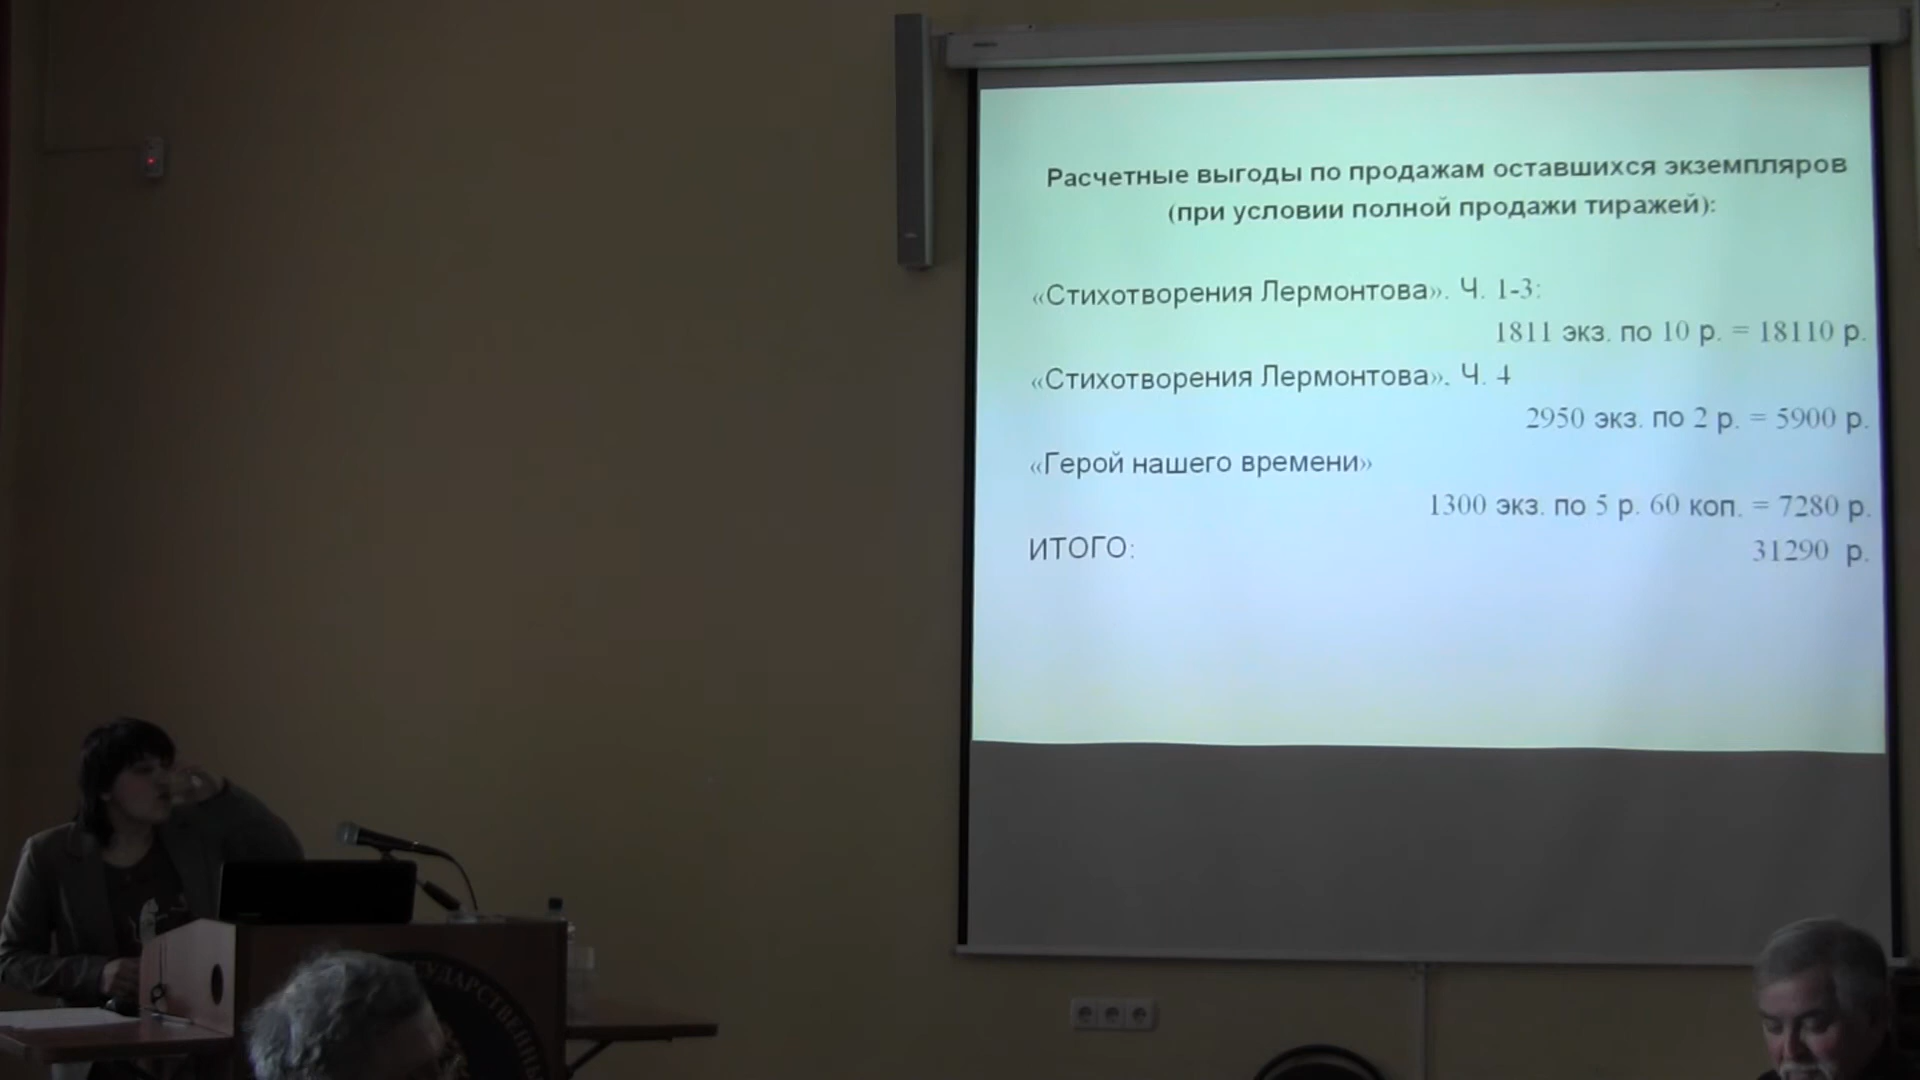 Расчетные выгоды по продажам оставшихся экземпляров
(при условии полной продажи тиражей):
«Стихотворения Лермонтова». Ч. 1-3:
1811 экз. по 10 р. = 18110 р.
«Стихотворения Лермонтова». Ч. 4
2950 экз. по 2 р. = 5900 р.
«Герой нашего времени»
1300 экз. по 5 р. 60 коп. = 7280 р.
ИТОГО: 31290 р.